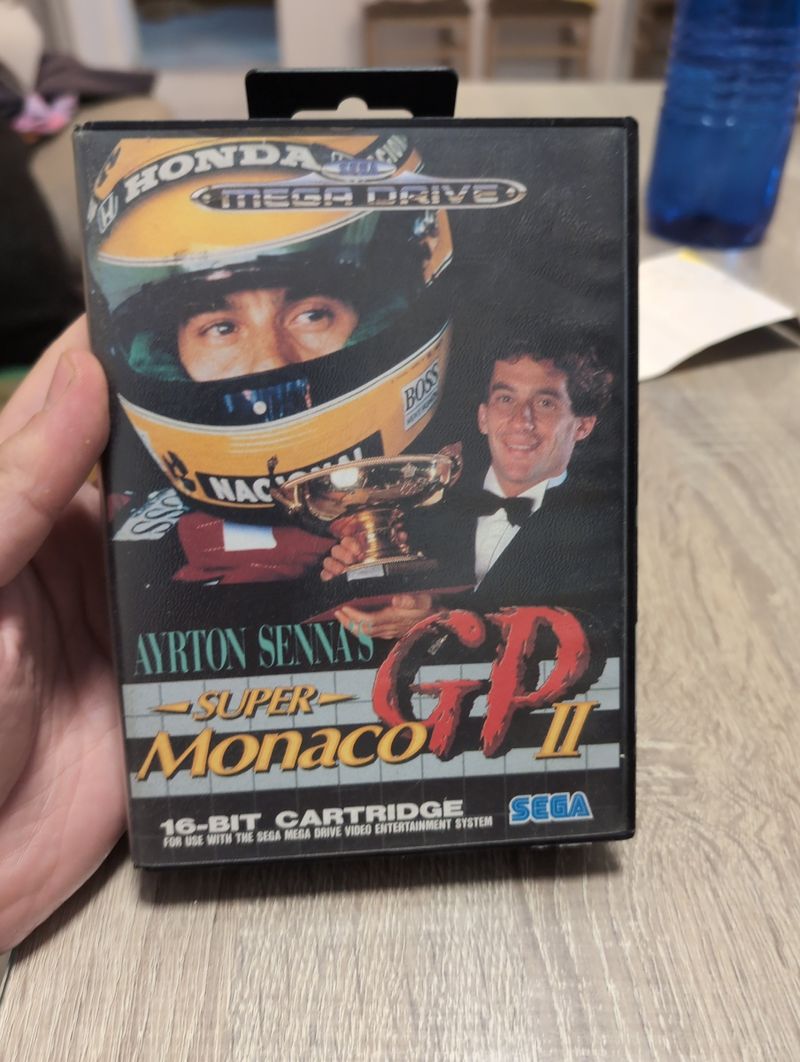 HONDA
SEGA
MEGA DRIVE
BOSS
NACIONAL
AYRTON SENNA'S
SUPER
Monaco GP II
16-BIT CARTRIDGE
FOR USE WITH THE SEGA MEGA DRIVE VIDEO ENTERTAINMENT SYSTEM
SEGA